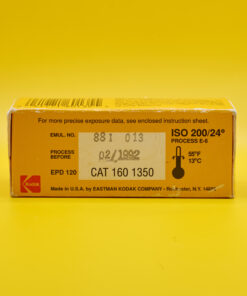 For more precise exposure data, see enclosed instruction sheet.
EMUL. NO. 881 013 ISO 200/24°
PROCESS E-6
PROCESS BEFORE 02/1992 55°F
13°C
EPD 120 CAT 160 1350
KODAK
Made in U.S.A. by EASTMAN KODAK COMPANY - Rochester, N.Y.